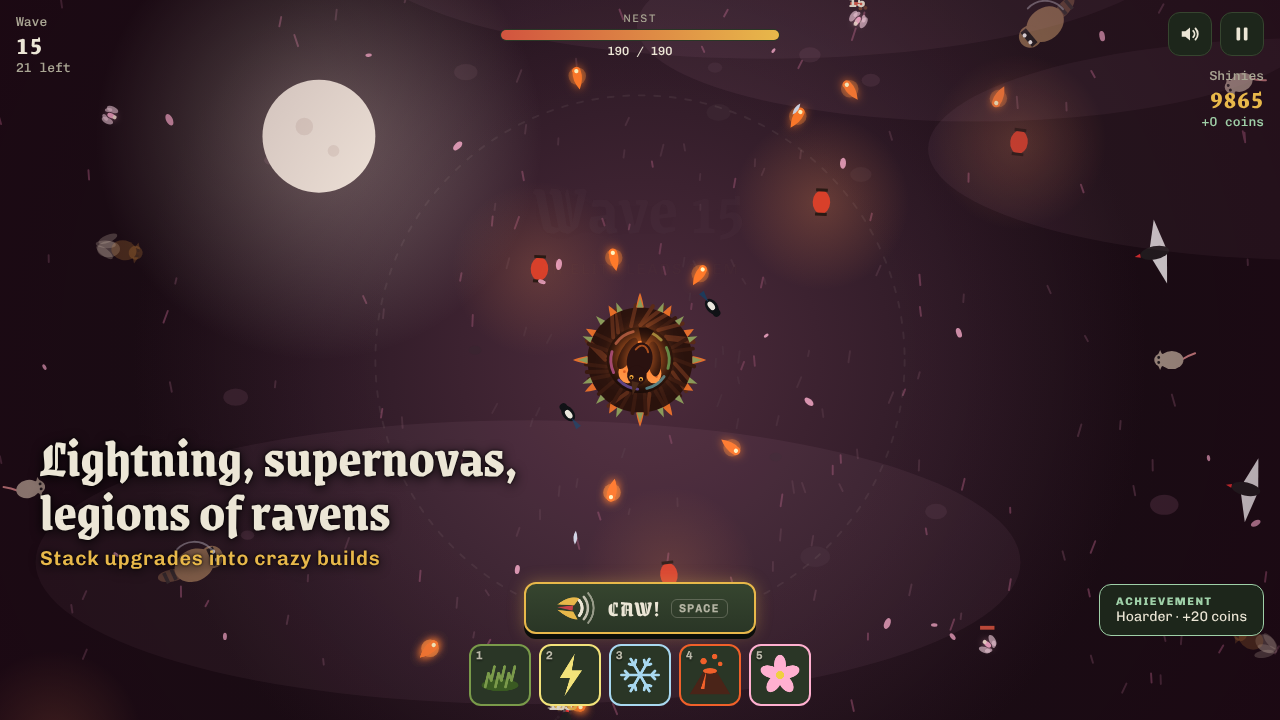 Wave
15
21 left
NEST
190 / 190
15
Shinies
9865
+0 coins
Wave 15
Lightning, supernovas,
legions of ravens
Stack upgrades into crazy builds
CAW! SPACE
ACHIEVEMENT
Hoarder · +20 coins
1 2 3 4 5